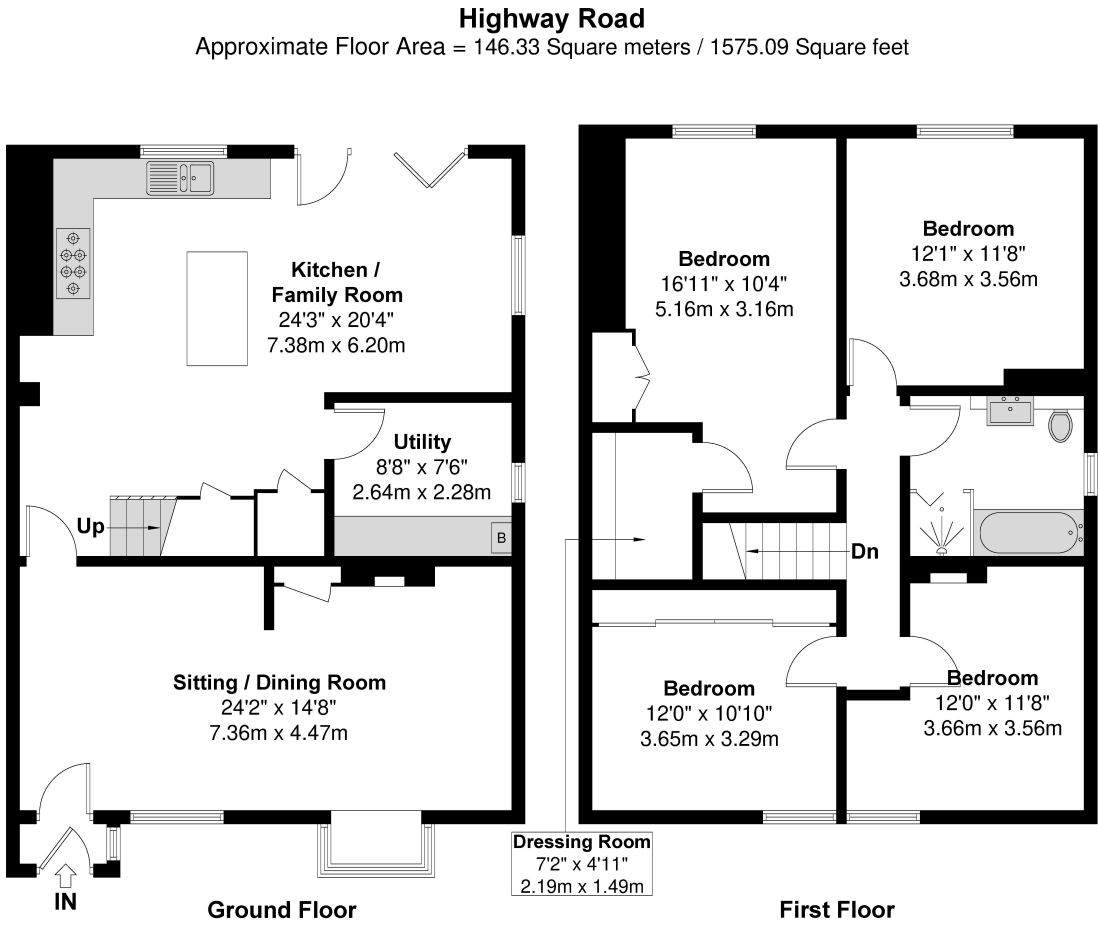 Highway Road
Approximate Floor Area = 146.33 Square meters / 1575.09 Square feet
Kitchen /
Family Room
24'3" x 20'4"
7.38m x 6.20m
Utility
8'8" x 7'6"
2.64m x 2.28m
B
Up
Sitting / Dining Room
24'2" x 14'8"
7.36m x 4.47m
IN
Ground Floor
Bedroom
16'11" x 10'4"
5.16m x 3.16m
Bedroom
12'1" x 11'8"
3.68m x 3.56m
Dn
Bedroom
12'0" x 10'10"
3.65m x 3.29m
Bedroom
12'0" x 11'8"
3.66m x 3.56m
Dressing Room
7'2" x 4'11"
2.19m x 1.49m
First Floor